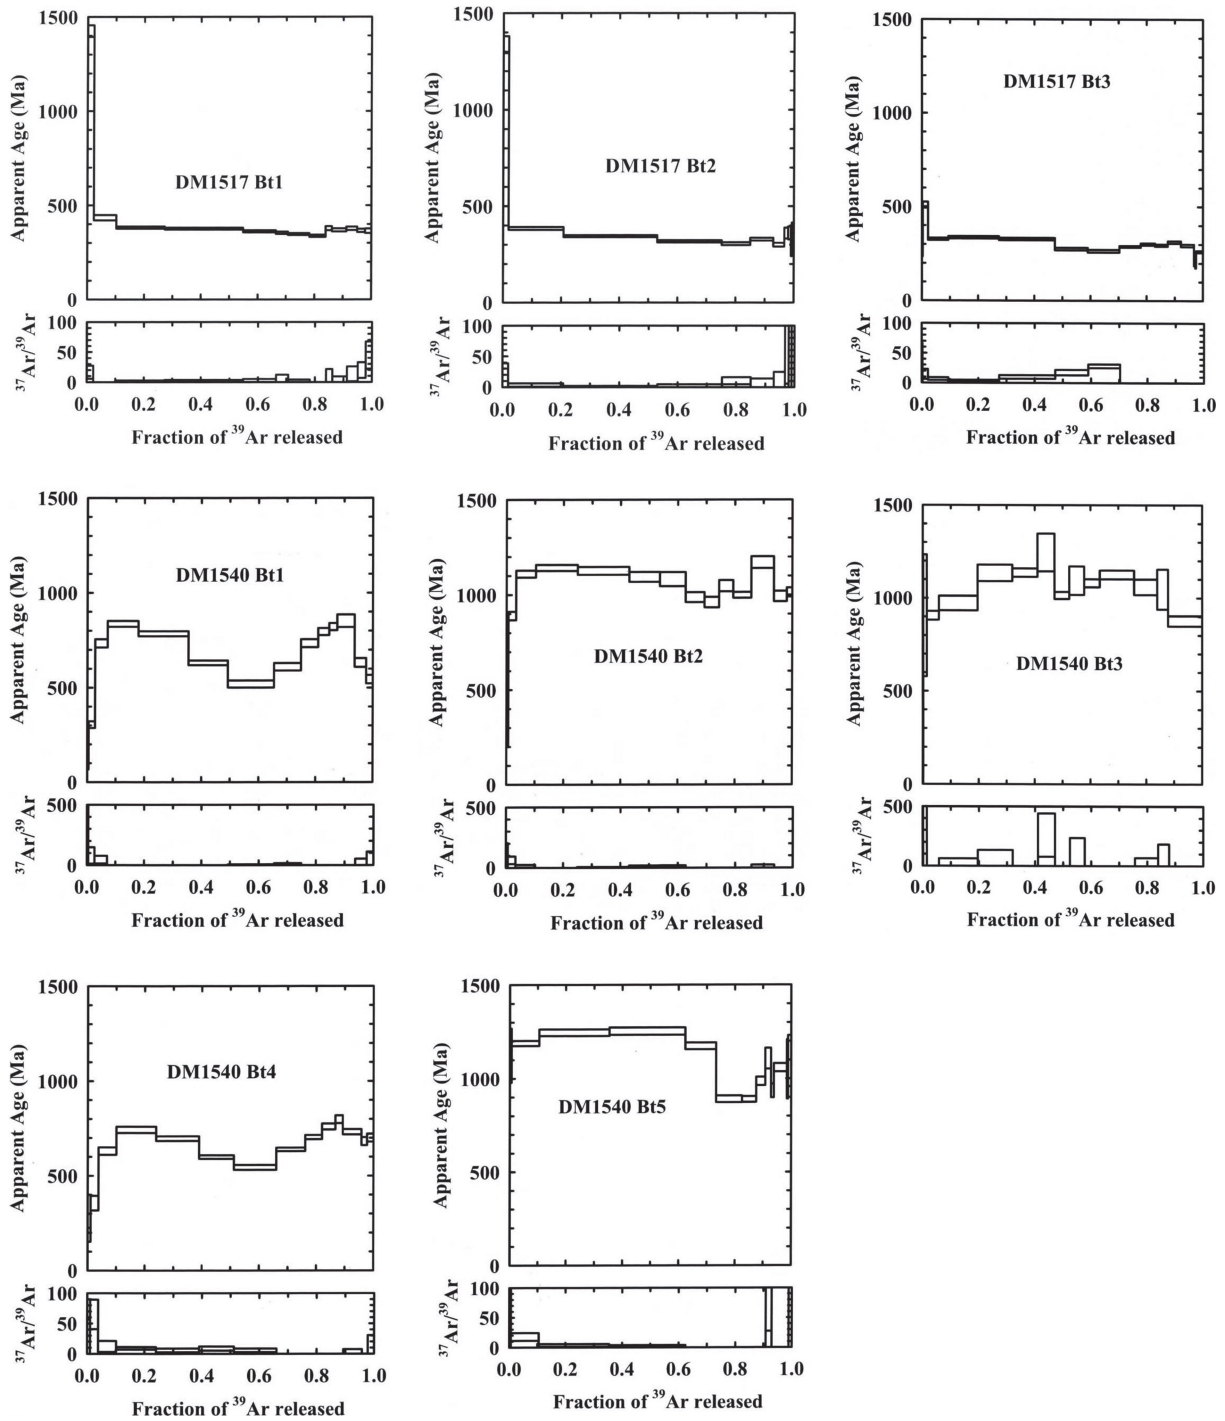 1500
1000
500
0
Apparent Age (Ma)
DM1517 Bt1
100
50
0
37Ar/39Ar
0.0 0.2 0.4 0.6 0.8 1.0
Fraction of 39Ar released
1500
1000
500
0
Apparent Age (Ma)
DM1517 Bt2
100
50
0
37Ar/39Ar
0.0 0.2 0.4 0.6 0.8 1.0
Fraction of 39Ar released
1500
1000
500
0
Apparent Age (Ma)
DM1517 Bt3
100
50
0
37Ar/39Ar
0.0 0.2 0.4 0.6 0.8 1.0
Fraction of 39Ar released
1500
1000
500
0
Apparent Age (Ma)
DM1540 Bt1
500
0
37Ar/39Ar
0.0 0.2 0.4 0.6 0.8 1.0
Fraction of 39Ar released
1500
1000
500
0
Apparent Age (Ma)
DM1540 Bt2
500
0
37Ar/39Ar
0.0 0.2 0.4 0.6 0.8 1.0
Fraction of 39Ar released
1500
1000
500
0
Apparent Age (Ma)
DM1540 Bt3
500
0
37Ar/39Ar
0.0 0.2 0.4 0.6 0.8 1.0
Fraction of 39Ar released
1500
1000
500
0
Apparent Age (Ma)
DM1540 Bt4
100
50
0
37Ar/39Ar
0.0 0.2 0.4 0.6 0.8 1.0
Fraction of 39Ar released
1500
1000
500
0
Apparent Age (Ma)
DM1540 Bt5
100
50
0
37Ar/39Ar
0.0 0.2 0.4 0.6 0.8 1.0
Fraction of 39Ar released